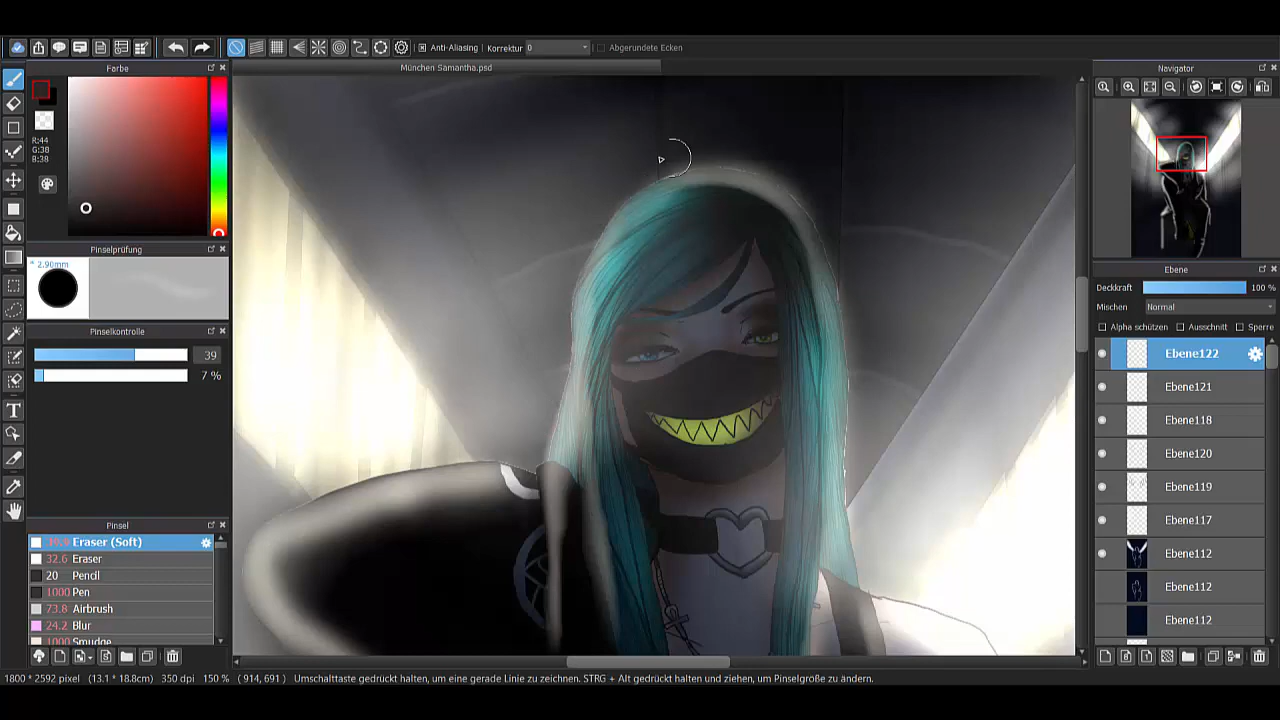 Anti-Aliasing Korrektur 0 Abgerundete Ecken
Farbe
München Samantha.psd
Navigator
R:44
G:38
B:38
Pinselprüfung
* 2.90mm
Pinselkontrolle
39
7 %
Pinsel
Eraser (Soft)
32.6 Eraser
20 Pencil
1000 Pen
73.8 Airbrush
24.2 Blur
1000 Smudge
Ebene
Deckkraft 100 %
Mischen Normal
Alpha schützen Ausschnitt Sperre
Ebene122
Ebene121
Ebene118
Ebene120
Ebene119
Ebene117
Ebene112
Ebene112
Ebene112
1800 * 2592 pixel (13.1 * 18.8cm) 350 dpi 150 % ( 914, 691 ) Umschalttaste gedrückt halten, um eine gerade Linie zu zeichnen. STRG + Alt gedrückt halten und ziehen, um Pinselgröße zu ändern.